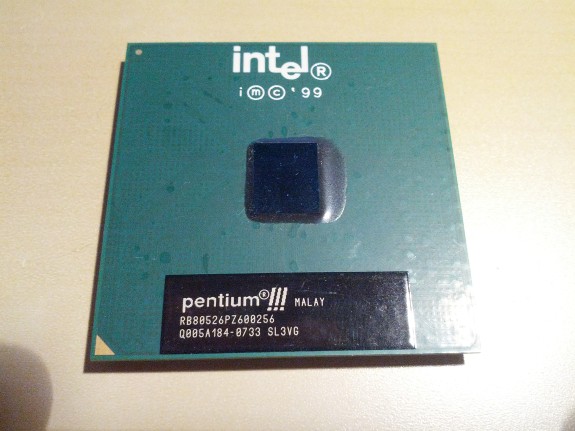 intel®
i ⓜ © '99
pentium®!!! MALAY
RB80526PZ600256
Q005A184-0733 SL3VG